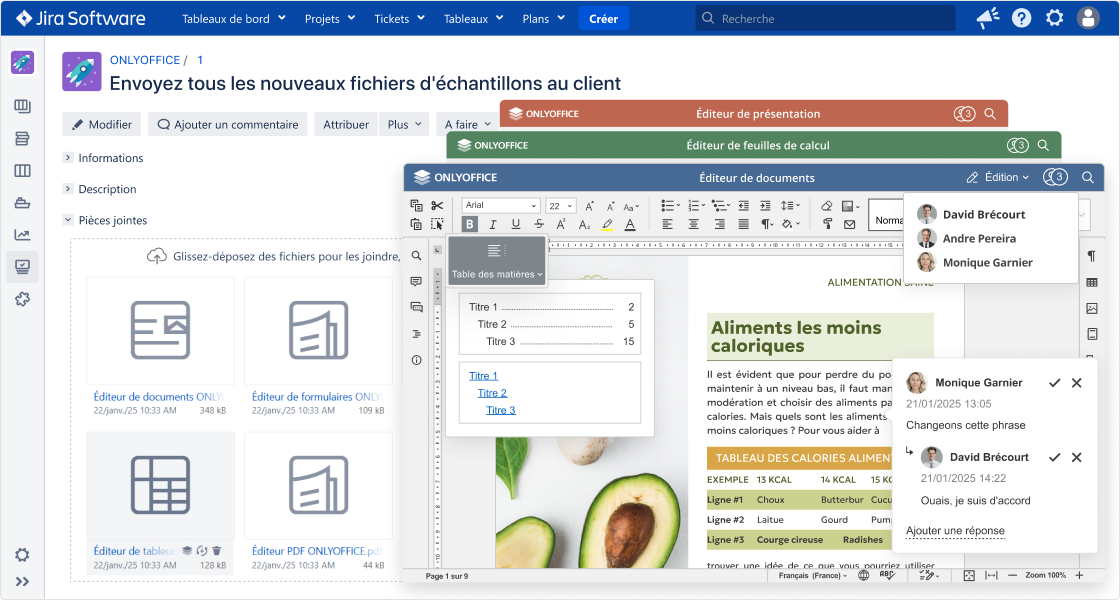 Jira Software
Tableaux de bord
Projets
Tickets
Tableaux
Plans
Créer
Recherche
ONLYOFFICE / 1
Envoyez tous les nouveaux fichiers d'échantillons au client
Modifier
Ajouter un commentaire
Attribuer
Plus
A faire
Informations
Description
Pièces jointes
Glissez-déposez des fichiers pour les joindre,
Éditeur de documents ONLY
22/janv./25 10:33 AM 348 kB
Éditeur de formulaires ONLY
22/janv./25 10:33 AM 109 kB
Éditeur de tableur
22/janv./25 10:33 AM 128 kB
Éditeur PDF ONLYOFFICE.pdf
22/janv./25 10:33 AM 44 kB
ONLYOFFICE
Éditeur de présentation
3
ONLYOFFICE
Éditeur de feuilles de calcul
3
ONLYOFFICE
Éditeur de documents
Édition
3
Arial
22
Norma
David Brécourt
Andre Pereira
Monique Garnier
Table des matières
Titre 1 2
Titre 2 5
Titre 3 15
Titre 1
Titre 2
Titre 3
ALIMENTATION SAINE
Aliments les moins
caloriques
Il est évident que pour perdre du po
maintenir à un niveau bas, il faut man
modération et choisir des aliments pa
calories. Mais quels sont les aliments
moins caloriques ? Pour vous aider à
TABLEAU DES CALORIES ALIMEN
EXEMPLE 13 KCAL 14 KCAL 15 KC
Ligne #1 Choux Butterbur Cucu
Ligne #2 Laitue Gourd Pump
Ligne #3 Courge cireuse Radishes
trouver une idée de ce que vous pourriez utiliser
Monique Garnier
21/01/2025 13:05
Changeons cette phrase
David Brécourt
21/01/2025 14:22
Ouais, je suis d'accord
Ajouter une réponse
Page 1 sur 9
Français (France)
Zoom 100%